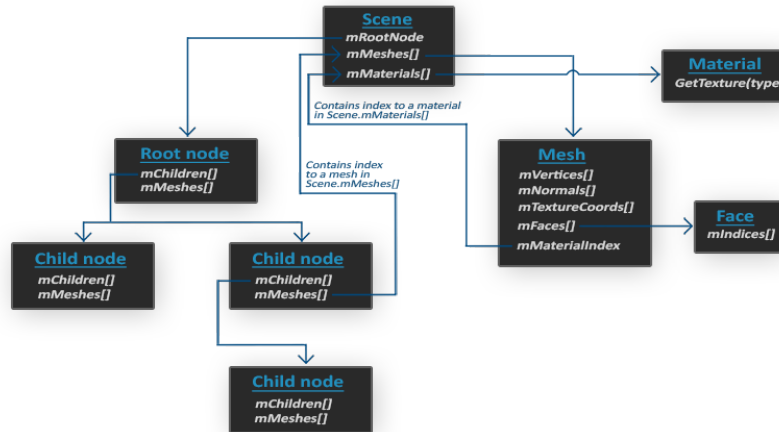 Scene
mRootNode
mMeshes[]
mMaterials[]
Material
GetTexture(type
Contains index to a material
in Scene.mMaterials[]
Root node
mChildren[]
mMeshes[]
Contains index
to a mesh in
Scene.mMeshes[]
Mesh
mVertices[]
mNormals[]
mTextureCoords[]
mFaces[]
mMaterialIndex
Face
mIndices[]
Child node
mChildren[]
mMeshes[]
Child node
mChildren[]
mMeshes[]
Child node
mChildren[]
mMeshes[]